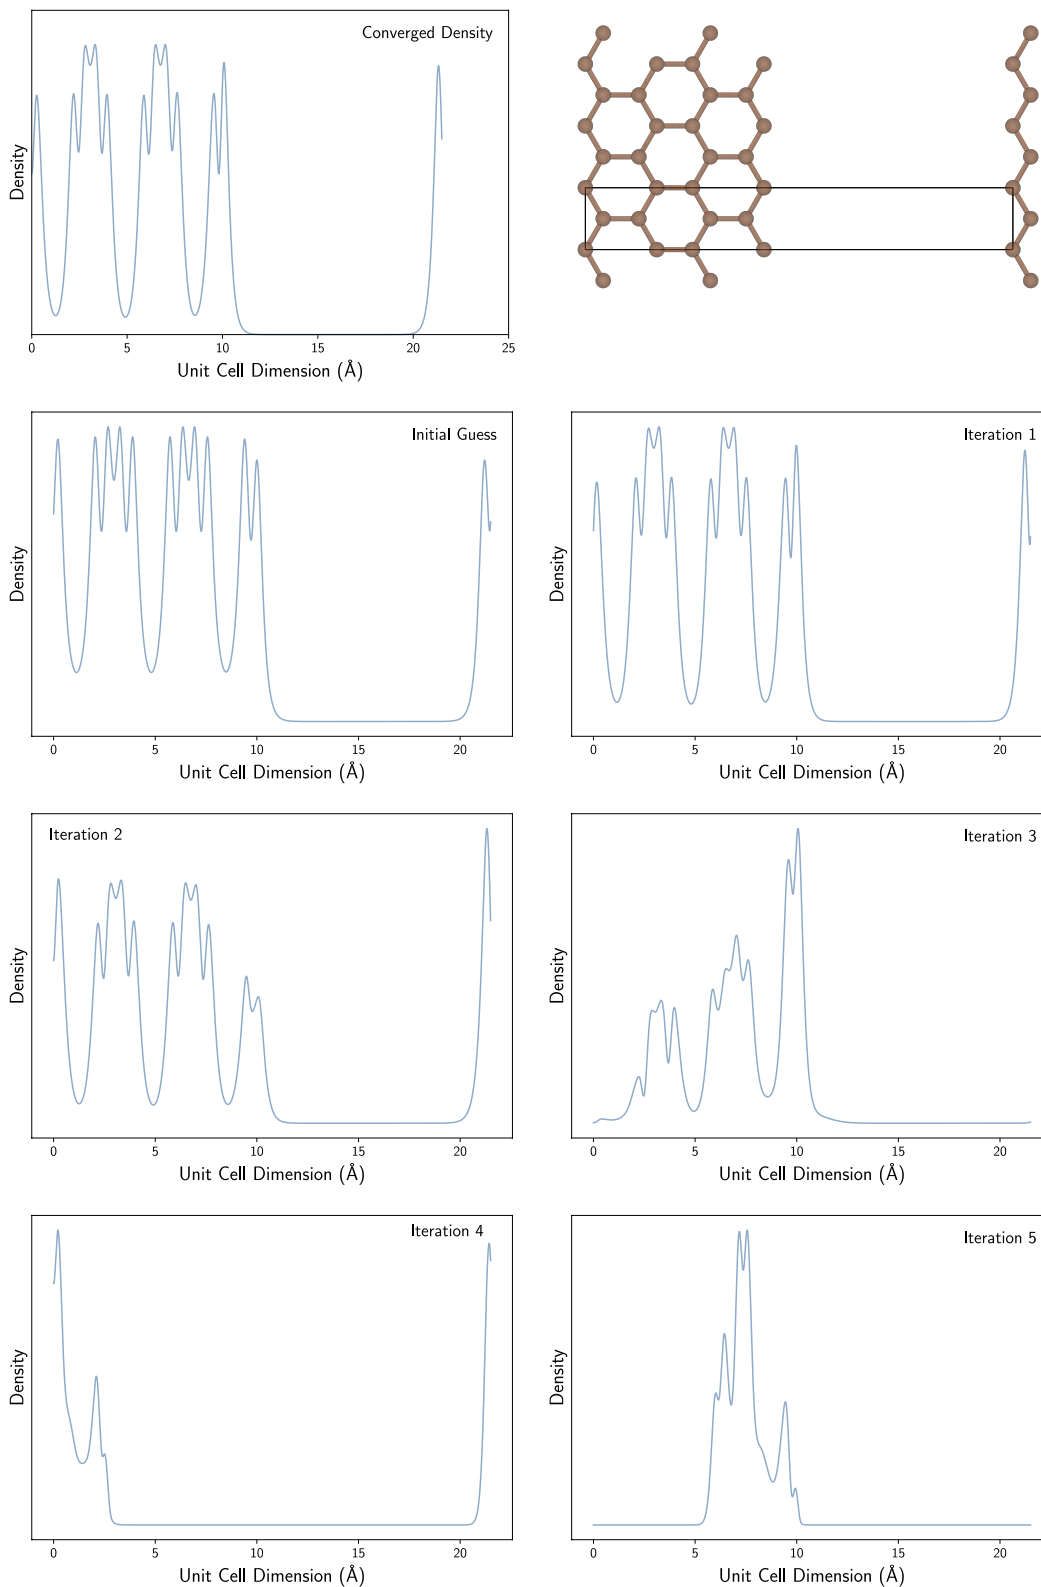 Converged Density
Density
0 5 10 15 20 25
Unit Cell Dimension (Å)
Initial Guess
Density
0 5 10 15 20
Unit Cell Dimension (Å)
Iteration 1
Density
0 5 10 15 20
Unit Cell Dimension (Å)
Iteration 2
Density
0 5 10 15 20
Unit Cell Dimension (Å)
Iteration 3
Density
0 5 10 15 20
Unit Cell Dimension (Å)
Iteration 4
Density
0 5 10 15 20
Unit Cell Dimension (Å)
Iteration 5
Density
0 5 10 15 20
Unit Cell Dimension (Å)